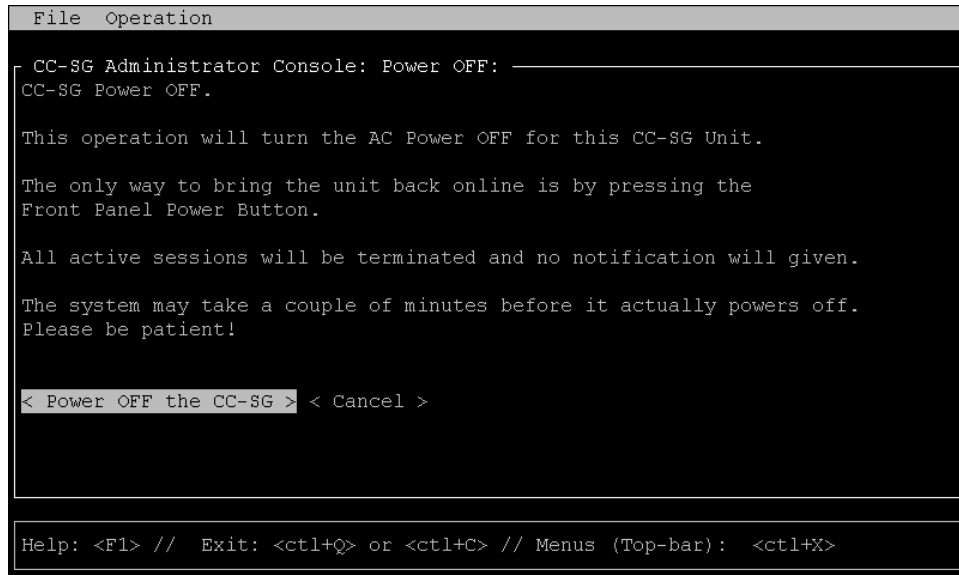 File Operation
CC-SG Administrator Console: Power OFF:
CC-SG Power OFF.
This operation will turn the AC Power OFF for this CC-SG Unit.
The only way to bring the unit back online is by pressing the
Front Panel Power Button.
All active sessions will be terminated and no notification will given.
The system may take a couple of minutes before it actually powers off.
Please be patient!
< Power OFF the CC-SG > < Cancel >
Help: <F1> // Exit: <ctl+Q> or <ctl+C> // Menus (Top-bar): <ctl+X>